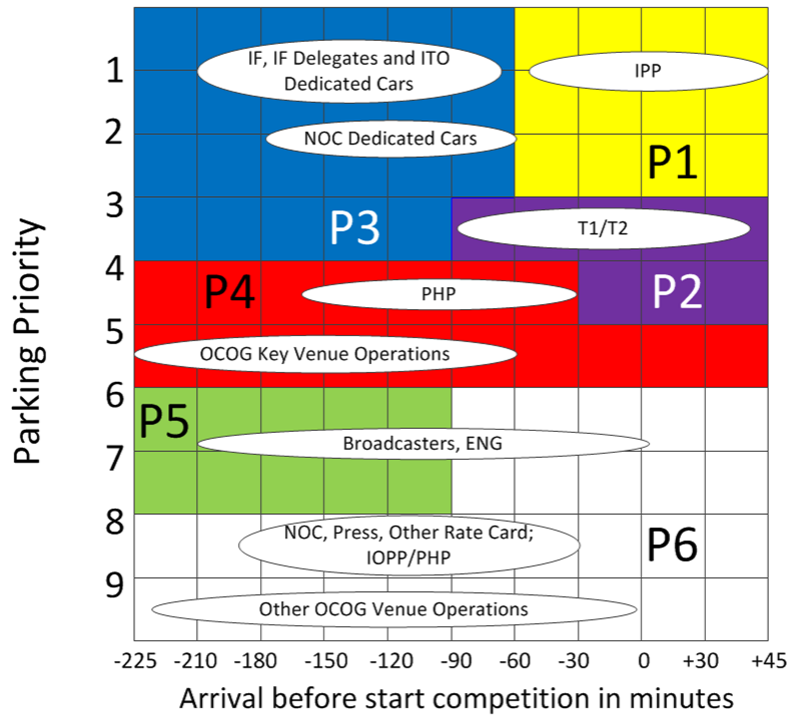 1
IF, IF Delegates and ITO
Dedicated Cars
IPP
2
NOC Dedicated Cars
P1
3
P3
T1/T2
4
P4
PHP
P2
5
OCOG Key Venue Operations
6
P5
Broadcasters, ENG
7
8
NOC, Press, Other Rate Card;
IOPP/PHP
P6
9
Other OCOG Venue Operations
Parking Priority
-225 -210 -180 -150 -120 -90 -60 -30 0 +30 +45
Arrival before start competition in minutes